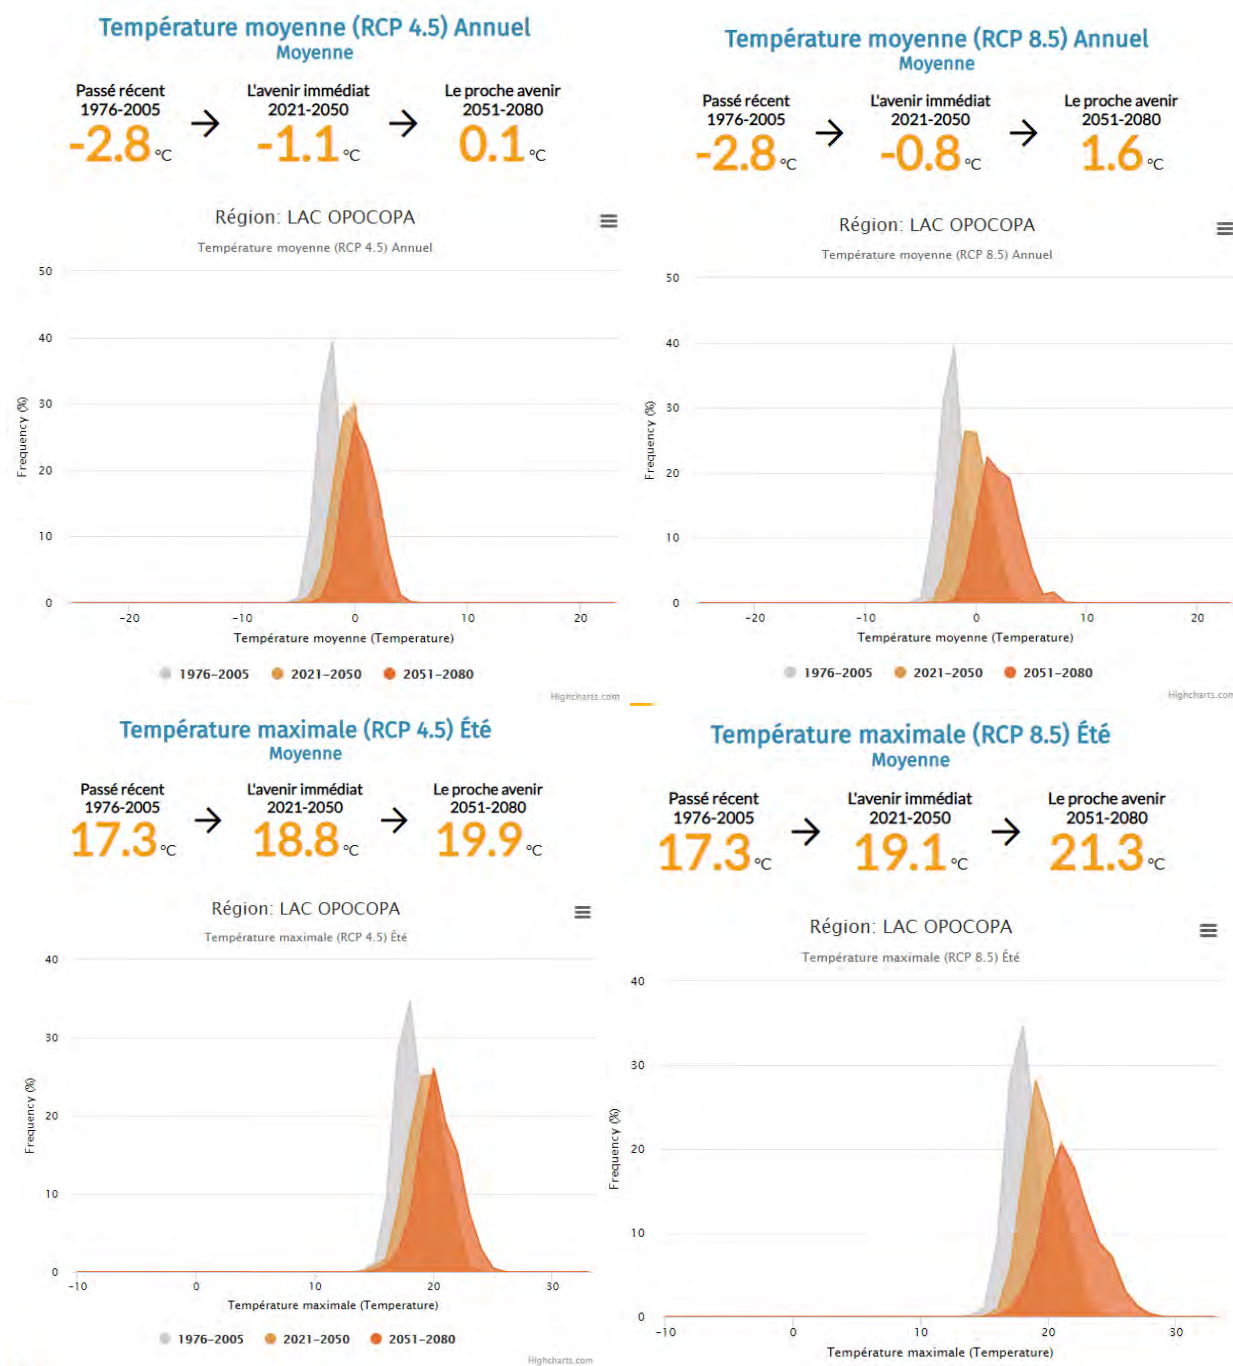 Température moyenne (RCP 4.5) Annuel
Moyenne
Passé récent
1976-2005
-2.8 °C
→
L'avenir immédiat
2021-2050
-1.1 °C
→
Le proche avenir
2051-2080
0.1 °C
Région: LAC OPOCOPA
Température moyenne (RCP 4.5) Annuel
Frequency (%)
50
40
30
20
10
0
-20
-10
0
10
20
Température moyenne (Temperature)
1976-2005
2021-2050
2051-2080
Highcharts.com
Température moyenne (RCP 8.5) Annuel
Moyenne
Passé récent
1976-2005
-2.8 °C
→
L'avenir immédiat
2021-2050
-0.8 °C
→
Le proche avenir
2051-2080
1.6 °C
Région: LAC OPOCOPA
Température moyenne (RCP 8.5) Annuel
Frequency (%)
50
40
30
20
10
0
-20
-10
0
10
20
Température moyenne (Temperature)
1976-2005
2021-2050
2051-2080
Highcharts.com
Température maximale (RCP 4.5) Été
Moyenne
Passé récent
1976-2005
17.3 °C
→
L'avenir immédiat
2021-2050
18.8 °C
→
Le proche avenir
2051-2080
19.9 °C
Région: LAC OPOCOPA
Température maximale (RCP 4.5) Été
Frequency (%)
40
30
20
10
0
-10
0
10
20
30
Température maximale (Temperature)
1976-2005
2021-2050
2051-2080
Highcharts.com
Température maximale (RCP 8.5) Été
Moyenne
Passé récent
1976-2005
17.3 °C
→
L'avenir immédiat
2021-2050
19.1 °C
→
Le proche avenir
2051-2080
21.3 °C
Région: LAC OPOCOPA
Température maximale (RCP 8.5) Été
Frequency (%)
40
30
20
10
0
-10
0
10
20
30
Température maximale (Temperature)